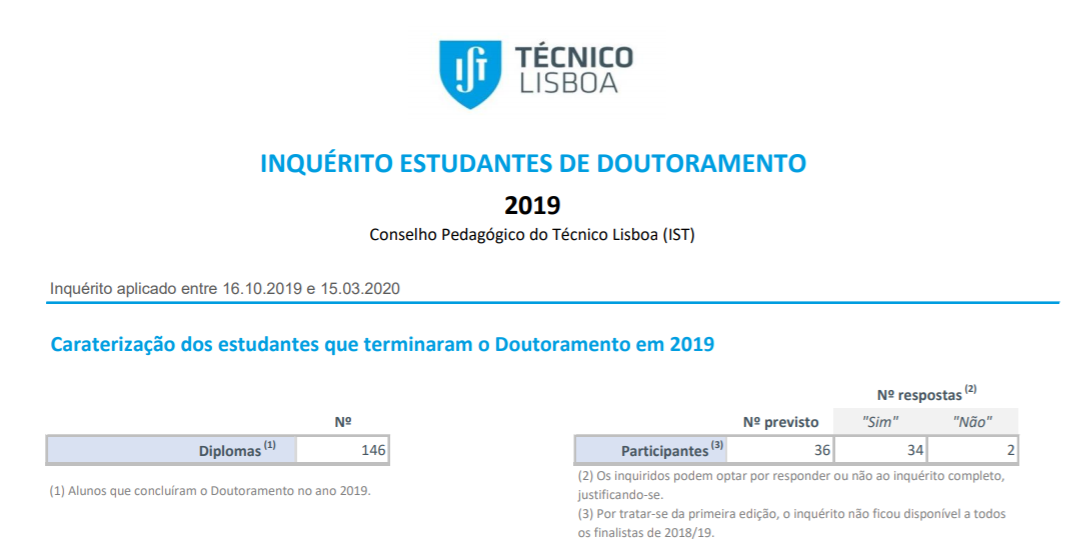 TÉCNICO
LISBOA
INQUÉRITO ESTUDANTES DE DOUTORAMENTO
2019
Conselho Pedagógico do Técnico Lisboa (IST)
Inquérito aplicado entre 16.10.2019 e 15.03.2020
Caraterização dos estudantes que terminaram o Doutoramento em 2019
Nº
Diplomas (1) 146
(1) Alunos que concluíram o Doutoramento no ano 2019.
Nº respostas (2)
Nº previsto "Sim" "Não"
Participantes (3) 36 34 2
(2) Os inquiridos podem optar por responder ou não ao inquérito completo,
justificando-se.
(3) Por tratar-se da primeira edição, o inquérito não ficou disponível a todos
os finalistas de 2018/19.